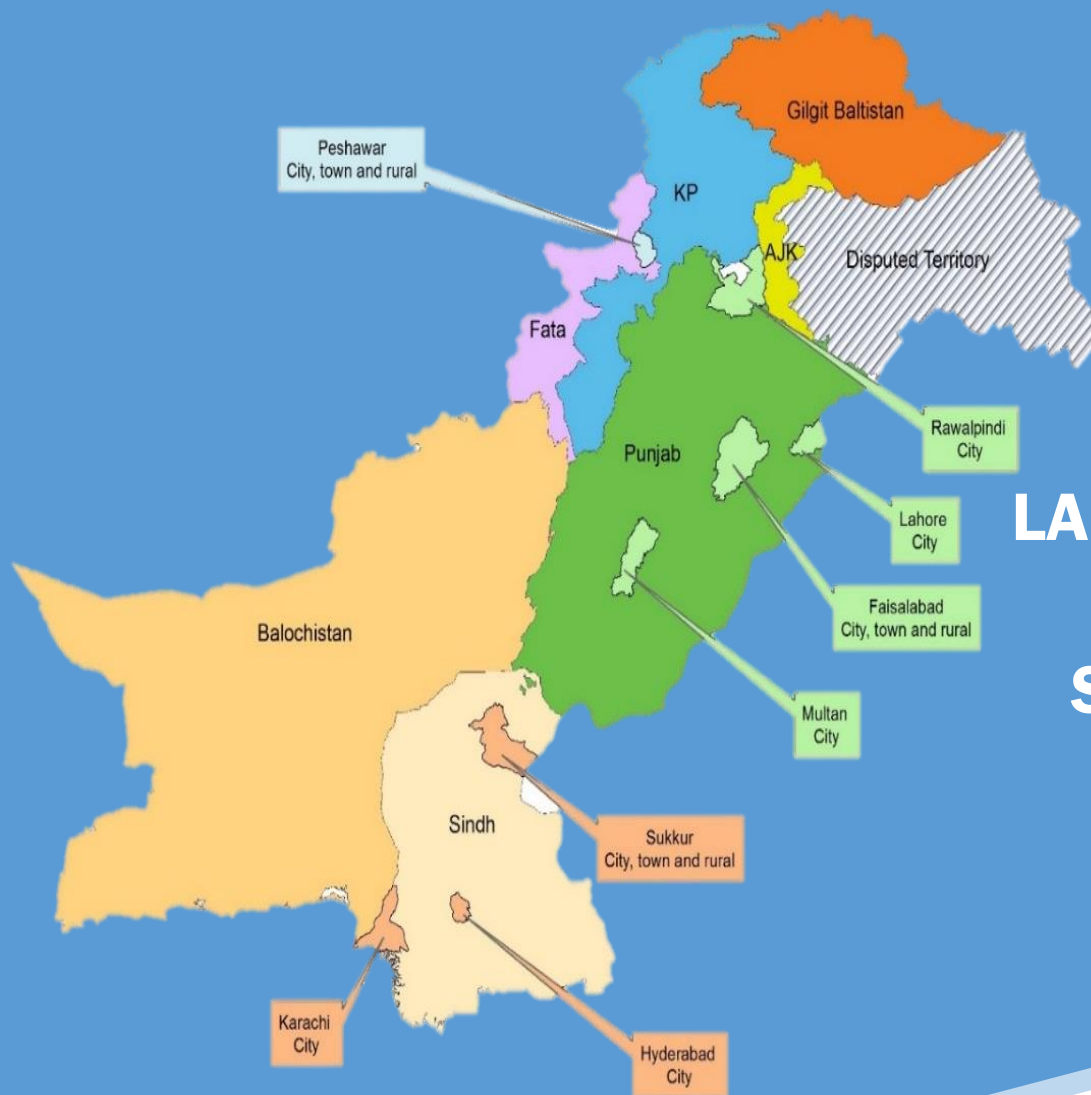 Gilgit Baltistan
Peshawar
City, town and rural
KP
AJK
Disputed Territory
Fata
Rawalpindi
City
Punjab
LA
Lahore
City
Faisalabad
City, town and rural
Balochistan
S
Multan
City
Sindh
Sukkur
City, town and rural
Karachi
City
Hyderabad
City